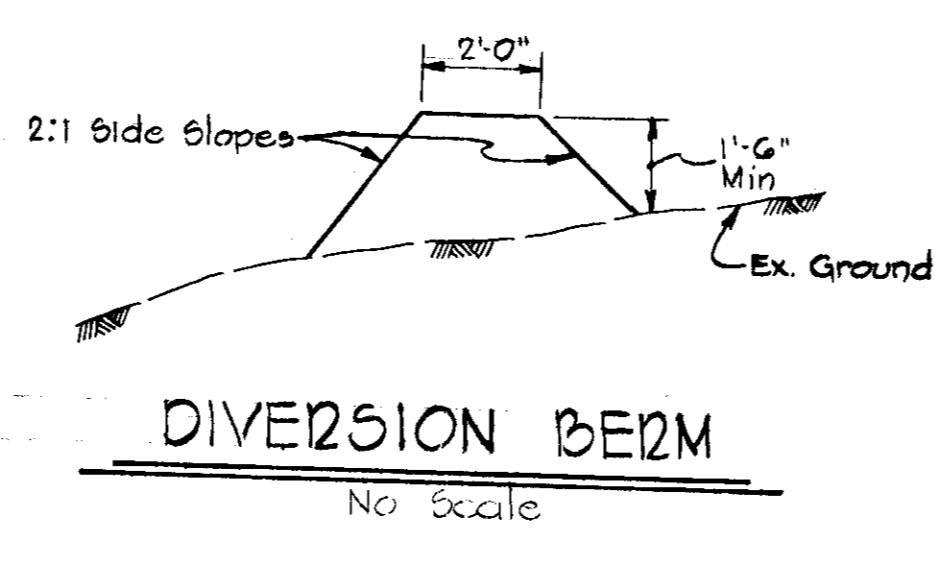 2'-0"
2:1 Side Slopes
1'-6"
Min
Ex. Ground
DIVERSION BERM
No Scale